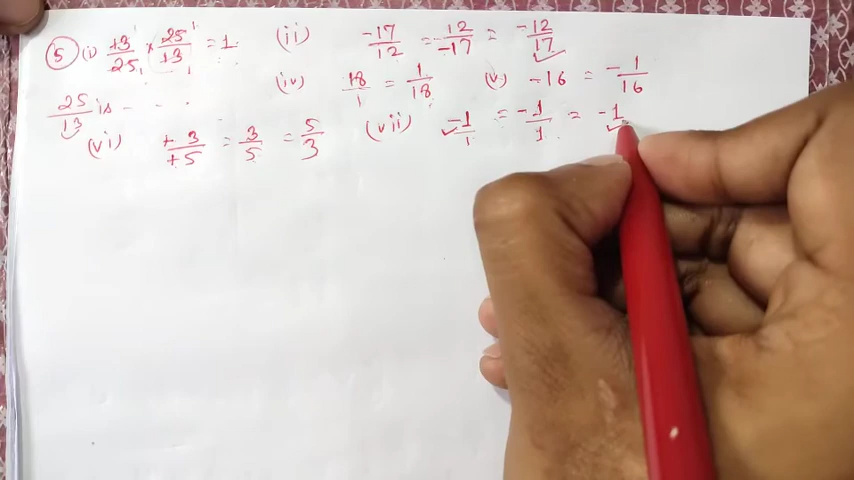 ⑤ (i) +3/25 × 25/13 = 1 (ii) -17/12 = 12/-17 = -12/17
25/13 is - - . (iv) 18/1 = 1/18 (v) -16 = -1/16
(vi) +3/+5 = 3/5 = 5/3 (vii) -1/1 = -1/1 = -1